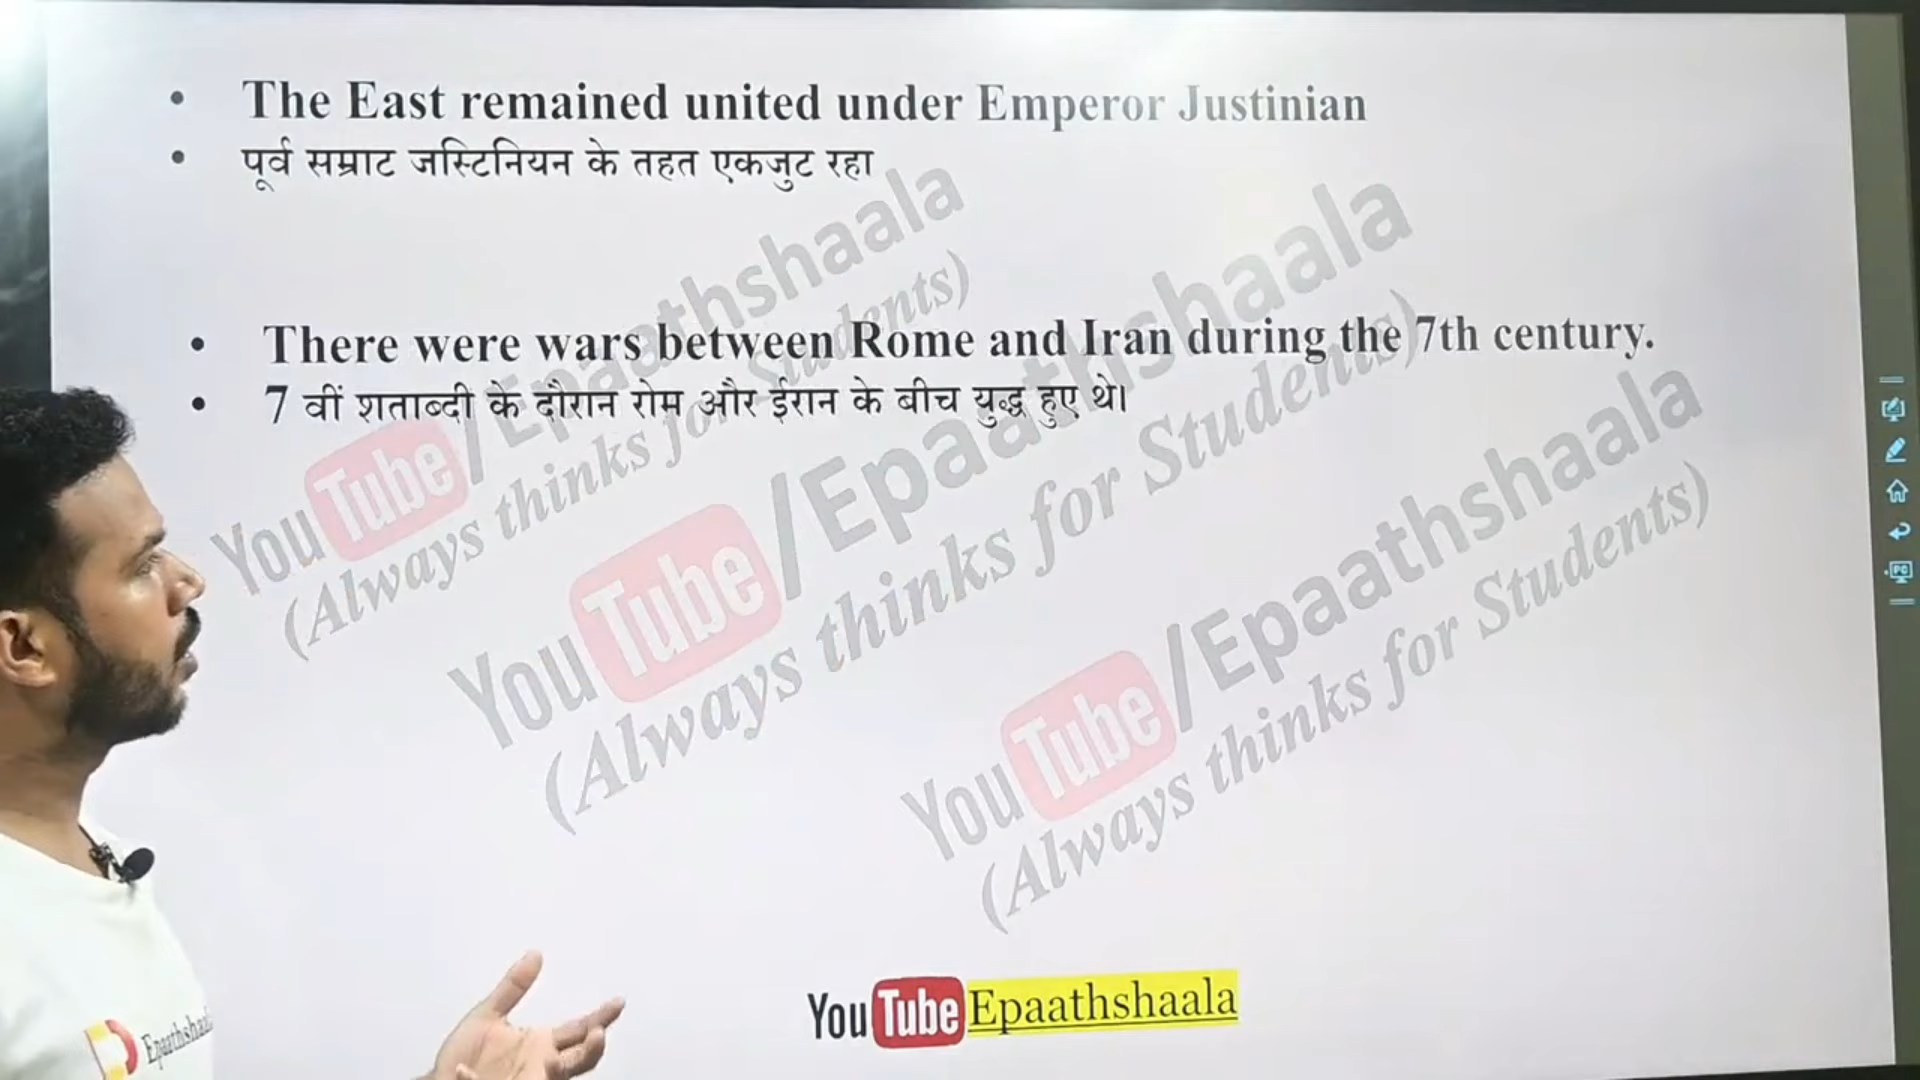 The East remained united under Emperor Justinian
पूर्व सम्राट जस्टिनियन के तहत एकजुट रहा
There were wars between Rome and Iran during the 7th century.
7 वीं शताब्दी के दौरान रोम और ईरान के बीच युद्ध हुए थे।
YouTube/Epaathshaala
(Always thinks for Students)
YouTube/Epaathshaala
(Always thinks for Students)
YouTube/Epaathshaala
(Always thinks for Students)
YouTube Epaathshaala
Epaathshaala
PC